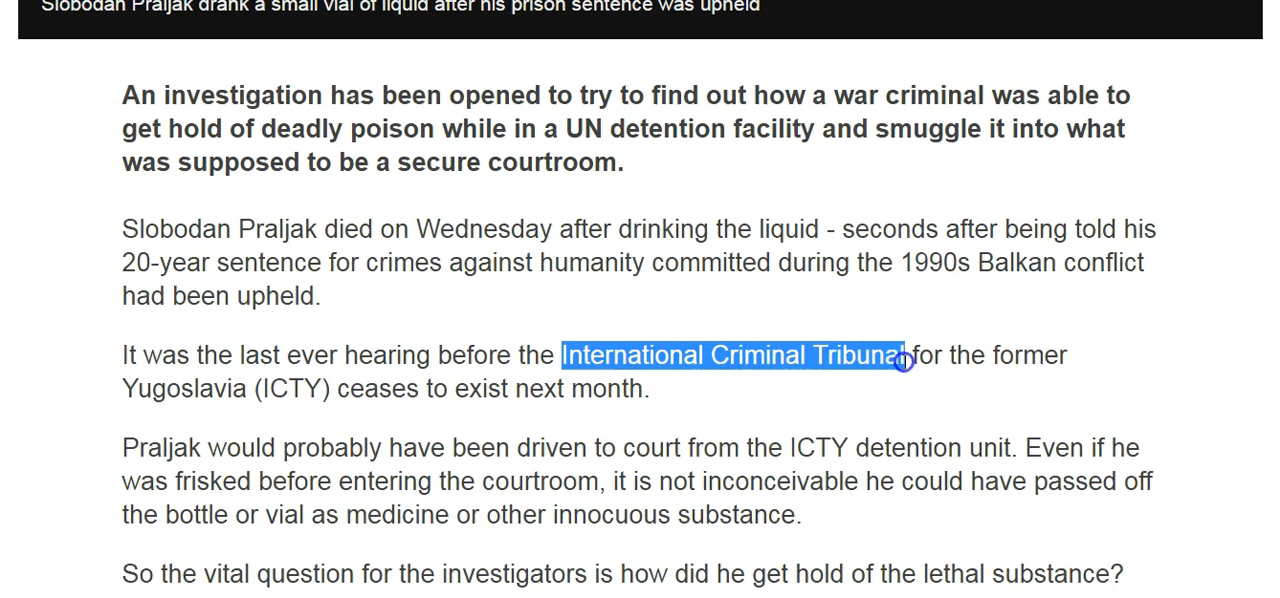 Slobodan Praljak drank a small vial of liquid after his prison sentence was upheld
An investigation has been opened to try to find out how a war criminal was able to
get hold of deadly poison while in a UN detention facility and smuggle it into what
was supposed to be a secure courtroom.
Slobodan Praljak died on Wednesday after drinking the liquid - seconds after being told his
20-year sentence for crimes against humanity committed during the 1990s Balkan conflict
had been upheld.
It was the last ever hearing before the International Criminal Tribunal for the former
Yugoslavia (ICTY) ceases to exist next month.
Praljak would probably have been driven to court from the ICTY detention unit. Even if he
was frisked before entering the courtroom, it is not inconceivable he could have passed off
the bottle or vial as medicine or other innocuous substance.
So the vital question for the investigators is how did he get hold of the lethal substance?